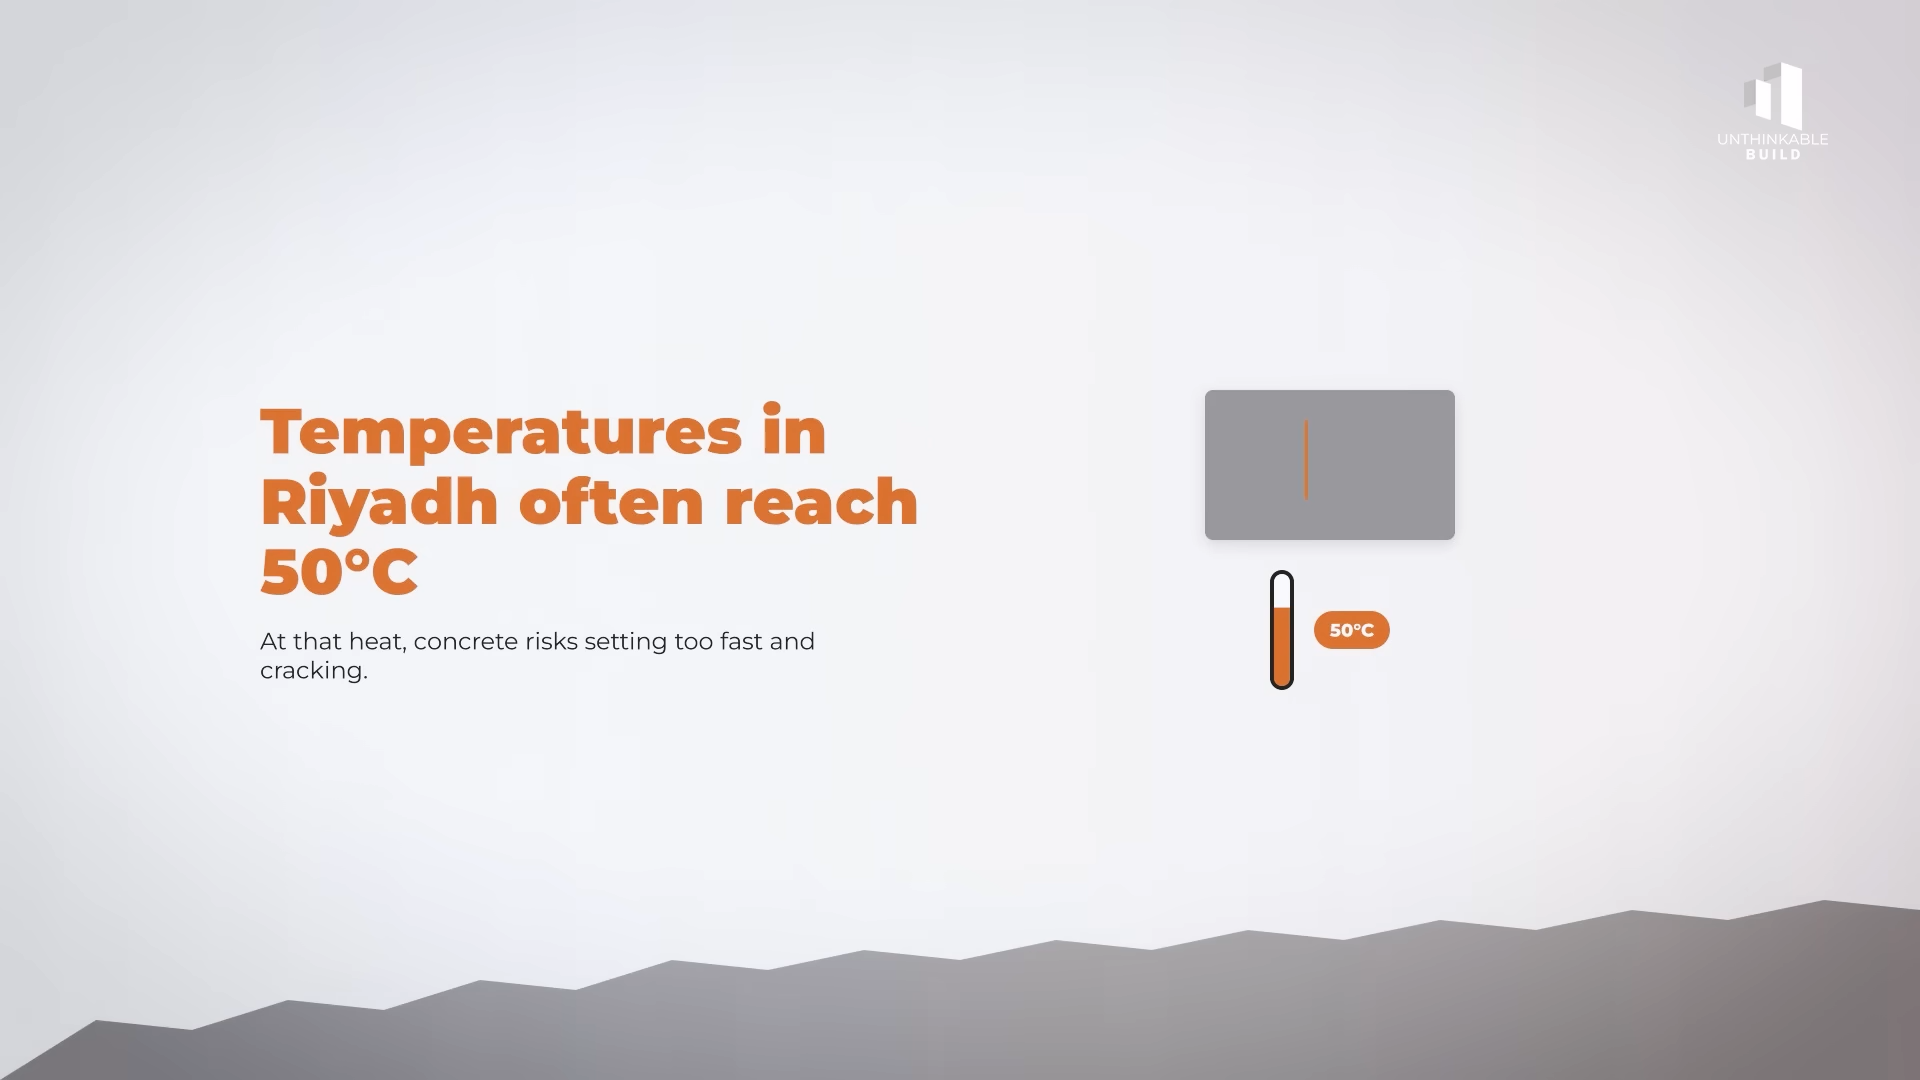 UNTHINKABLE
BUILD
Temperatures in
Riyadh often reach
50°C
At that heat, concrete risks setting too fast and
cracking.
50°C